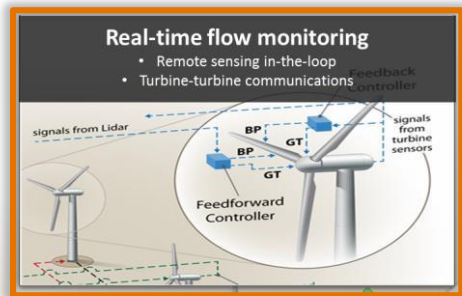 Real-time flow monitoring
• Remote sensing in-the-loop
• Turbine-turbine communications
Feedback
Controller
signals from Lidar
BP
GT
signals
from
turbine
sensors
BP
GT
Feedforward
Controller